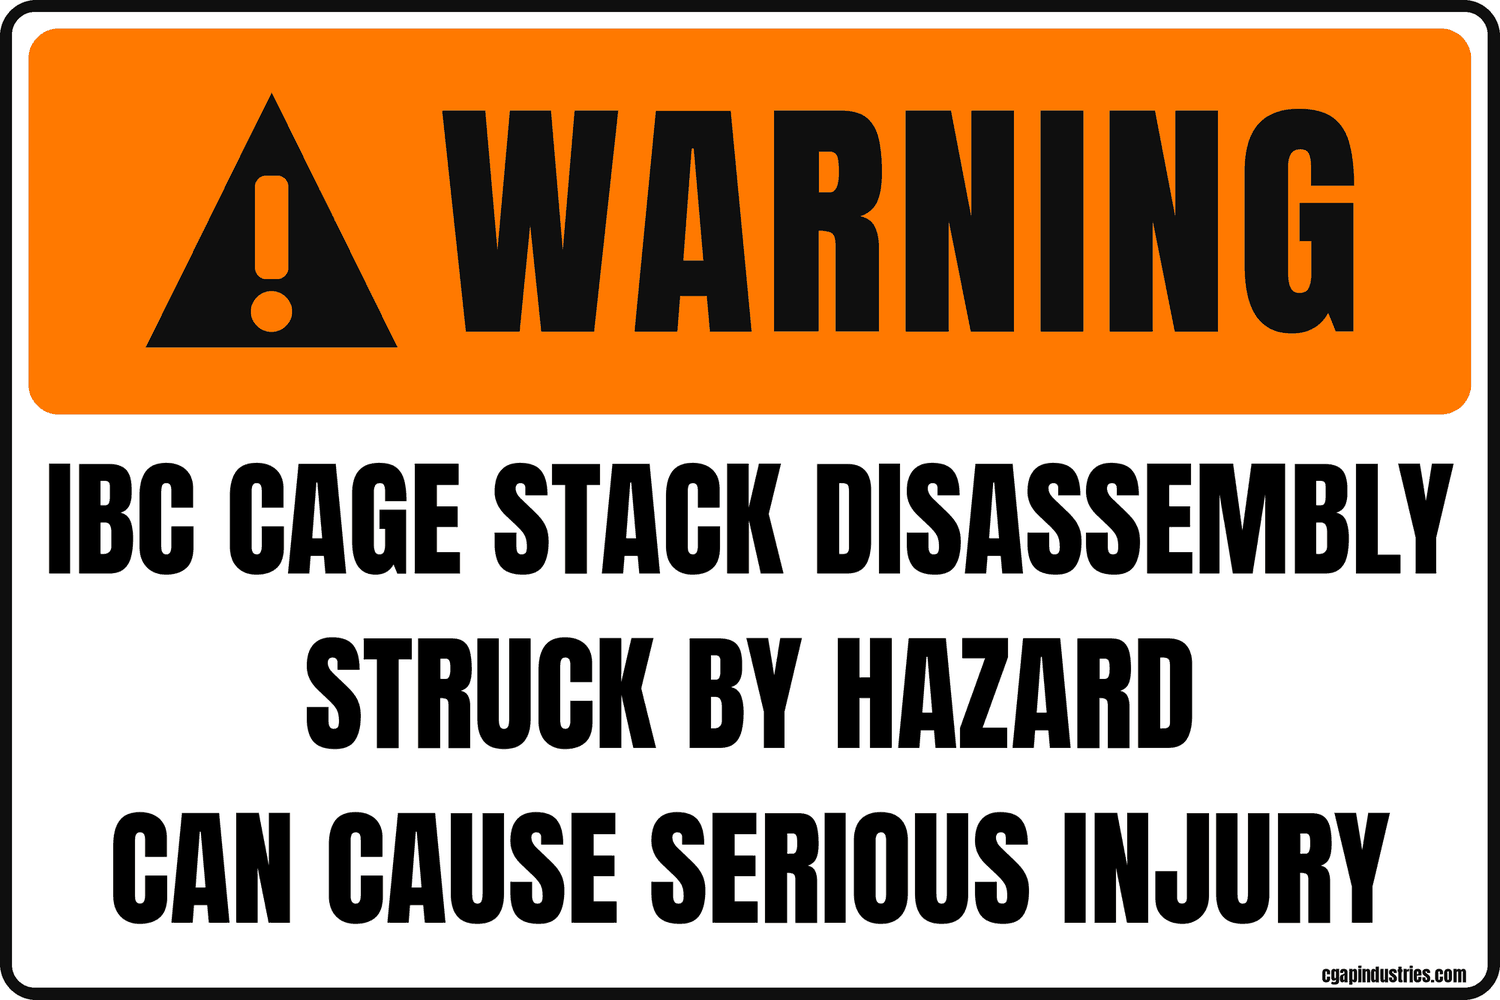 WARNING
IBC CAGE STACK DISASSEMBLY
STRUCK BY HAZARD
CAN CAUSE SERIOUS INJURY
cgapindustries.com